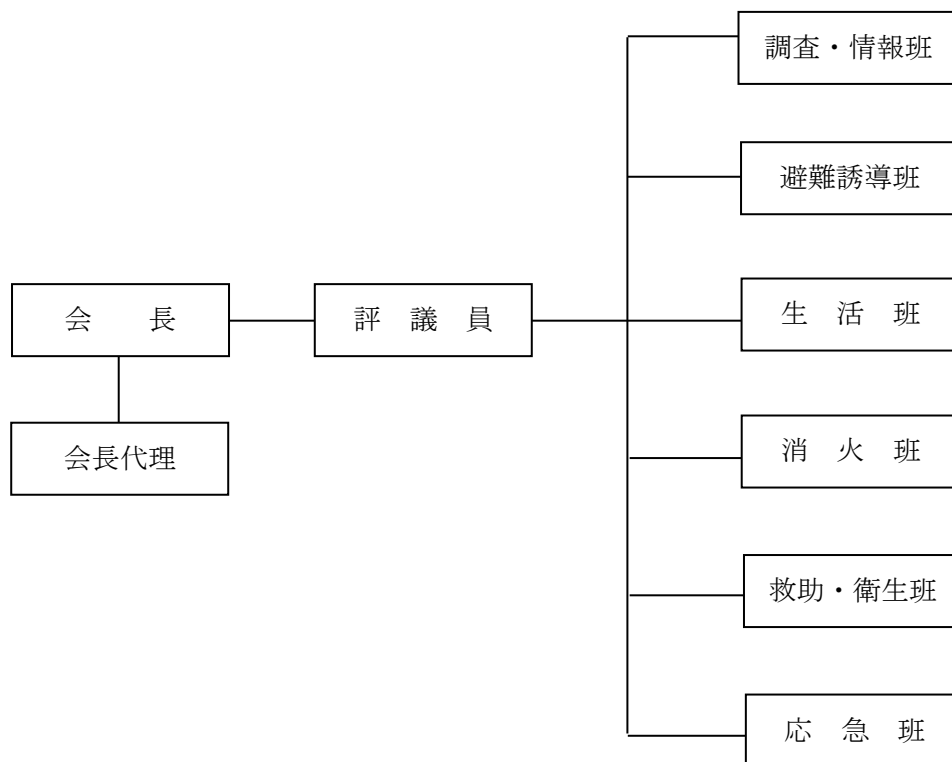 調査・情報班
避難誘導班
会　　長
評　議　員
生　活　班
会長代理
消　火　班
救助・衛生班
応　急　班